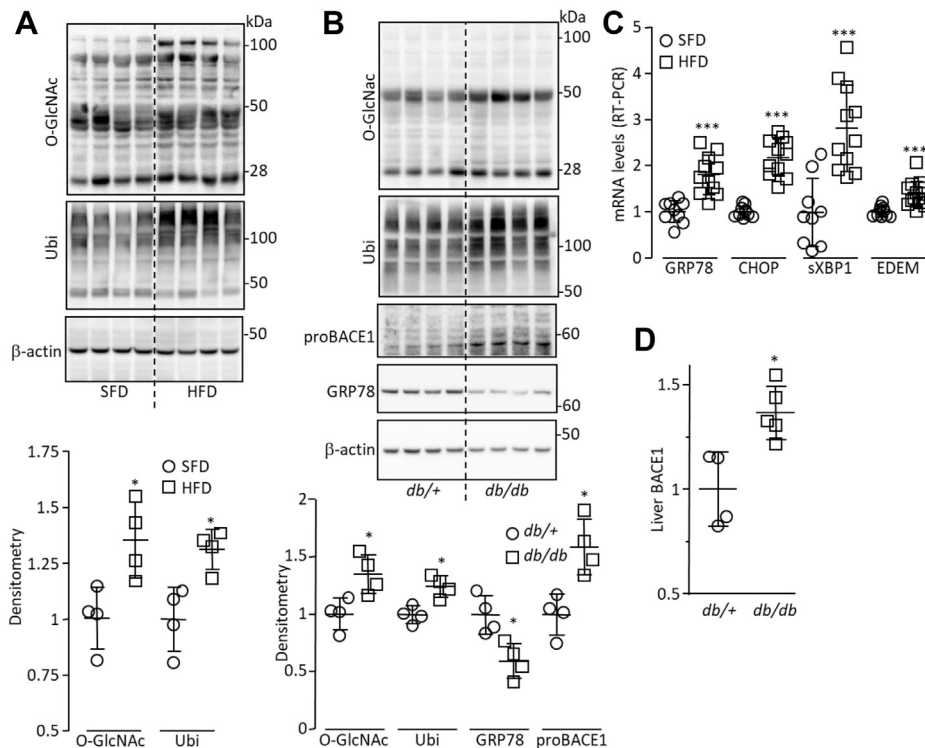 A
kDa
O-GlcNAc
100
50
28
Ubi
100
50
β-actin
50
SFD HFD
Densitometry
1.75
1.5
1.25
1
0.75
0.5
SFD
HFD
*
*
O-GlcNAc Ubi
B
kDa
O-GlcNac
100
50
28
Ubi
100
50
proBACE1
60
GRP78
60
β-actin
50
db/+ db/db
Densitometry
2
1.5
1
0.5
0
db/+
db/db
*
*
*
*
O-GlcNAc Ubi GRP78 proBACE1
C
SFD
HFD
mRNA levels (RT-PCR)
5
4
3
2
1
0
***
***
***
***
GRP78 CHOP sXBP1 EDEM
D
Liver BACE1
1.5
1
0.5
*
db/+ db/db